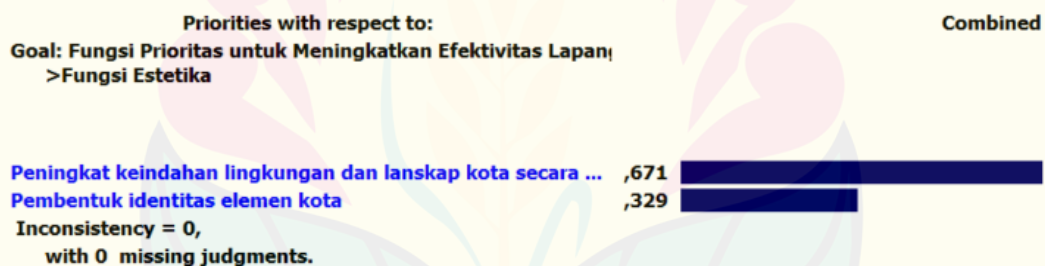 Priorities with respect to: Combined
Goal: Fungsi Prioritas untuk Meningkatkan Efektivitas Lapang
>Fungsi Estetika
Peningkat keindahan lingkungan dan lanskap kota secara ... ,671
Pembentuk identitas elemen kota ,329
Inconsistency = 0,
with 0 missing judgments.